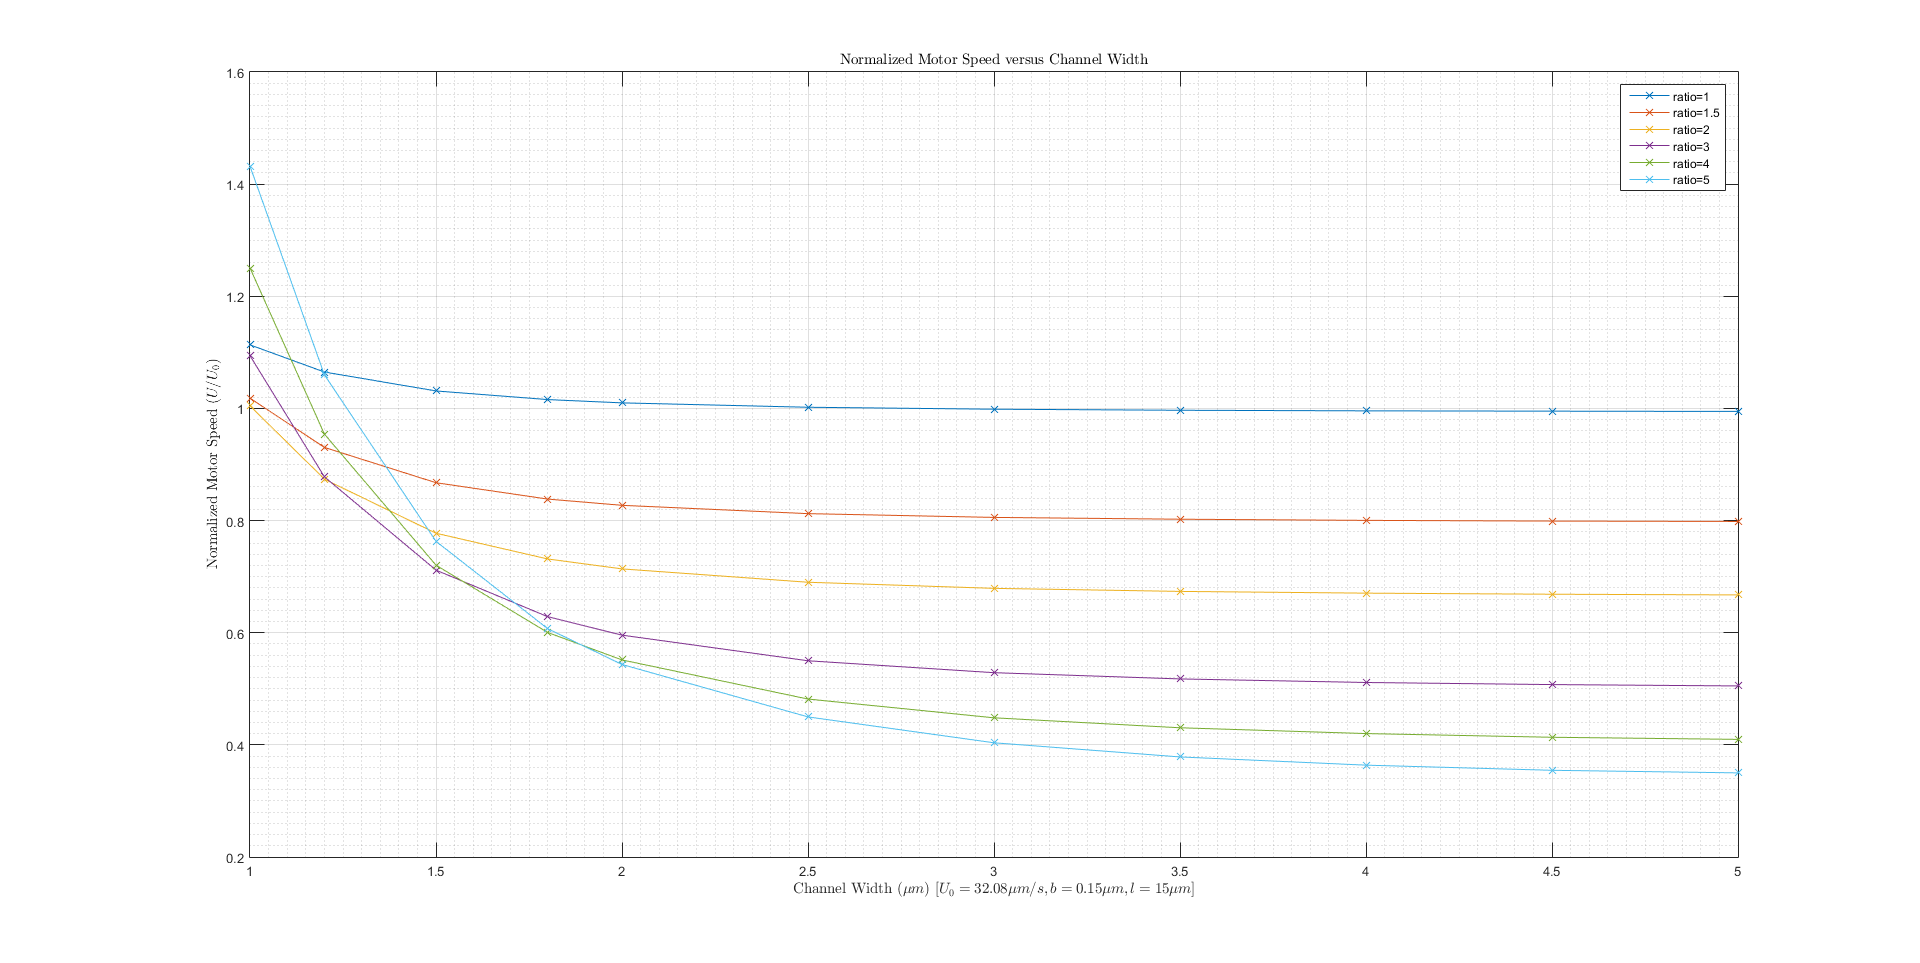 Normalized Motor Speed versus Channel Width
1.6
1.4
1.2
1
0.8
0.6
0.4
0.2
Normalized Motor Speed (U/U₀)
ratio=1
ratio=1.5
ratio=2
ratio=3
ratio=4
ratio=5
1 1.5 2 2.5 3 3.5 4 4.5 5
Channel Width (μm) [U₀ = 32.08μm/s, b = 0.15μm, l = 15μm]